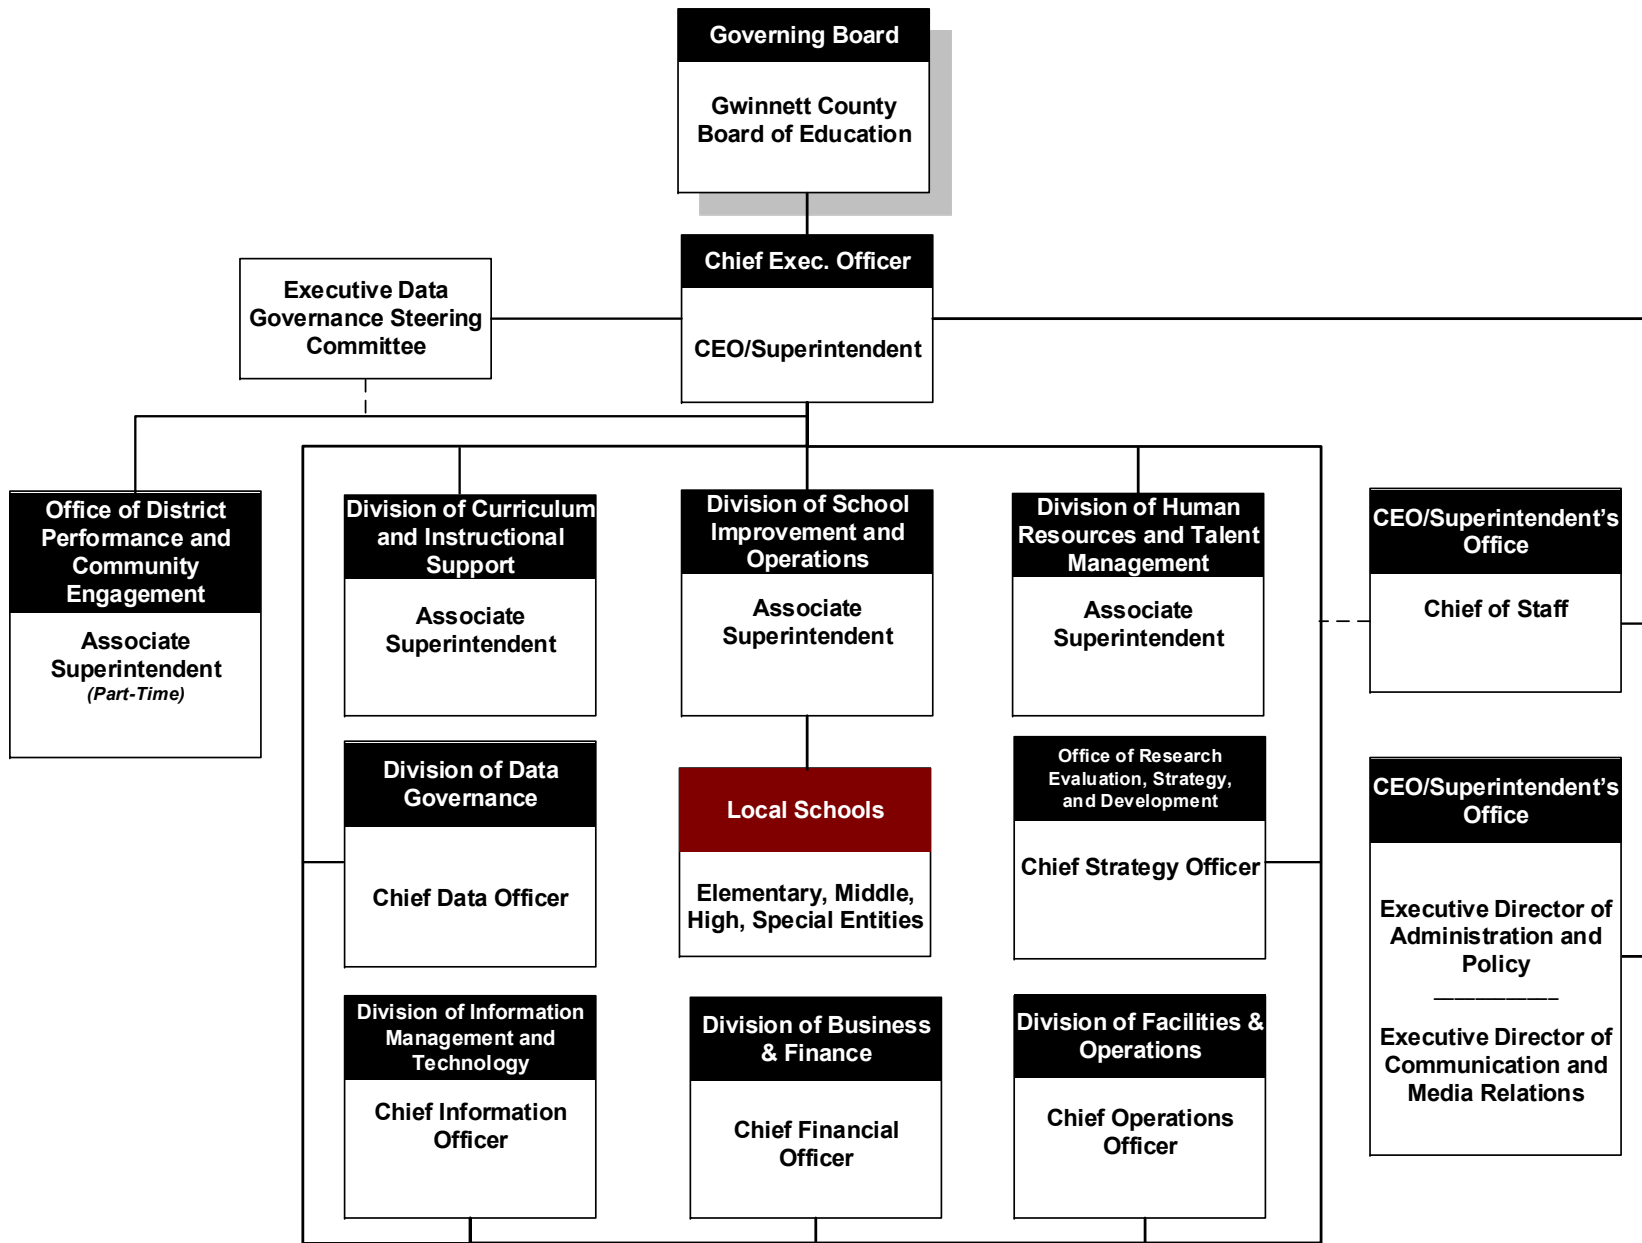 Governing Board
Gwinnett County
Board of Education
Chief Exec. Officer
CEO/Superintendent
Executive Data
Governance Steering
Committee
Office of District
Performance and
Community
Engagement
Associate
Superintendent
(Part-Time)
Division of Curriculum
and Instructional
Support
Associate
Superintendent
Division of School
Improvement and
Operations
Associate
Superintendent
Division of Human
Resources and Talent
Management
Associate
Superintendent
CEO/Superintendent’s
Office
Chief of Staff
Division of Data
Governance
Chief Data Officer
Local Schools
Elementary, Middle,
High, Special Entities
Office of Research
Evaluation, Strategy,
and Development
Chief Strategy Officer
CEO/Superintendent’s
Office
Executive Director of
Administration and
Policy
Executive Director of
Communication and
Media Relations
Division of Information
Management and
Technology
Chief Information
Officer
Division of Business
& Finance
Chief Financial
Officer
Division of Facilities &
Operations
Chief Operations
Officer